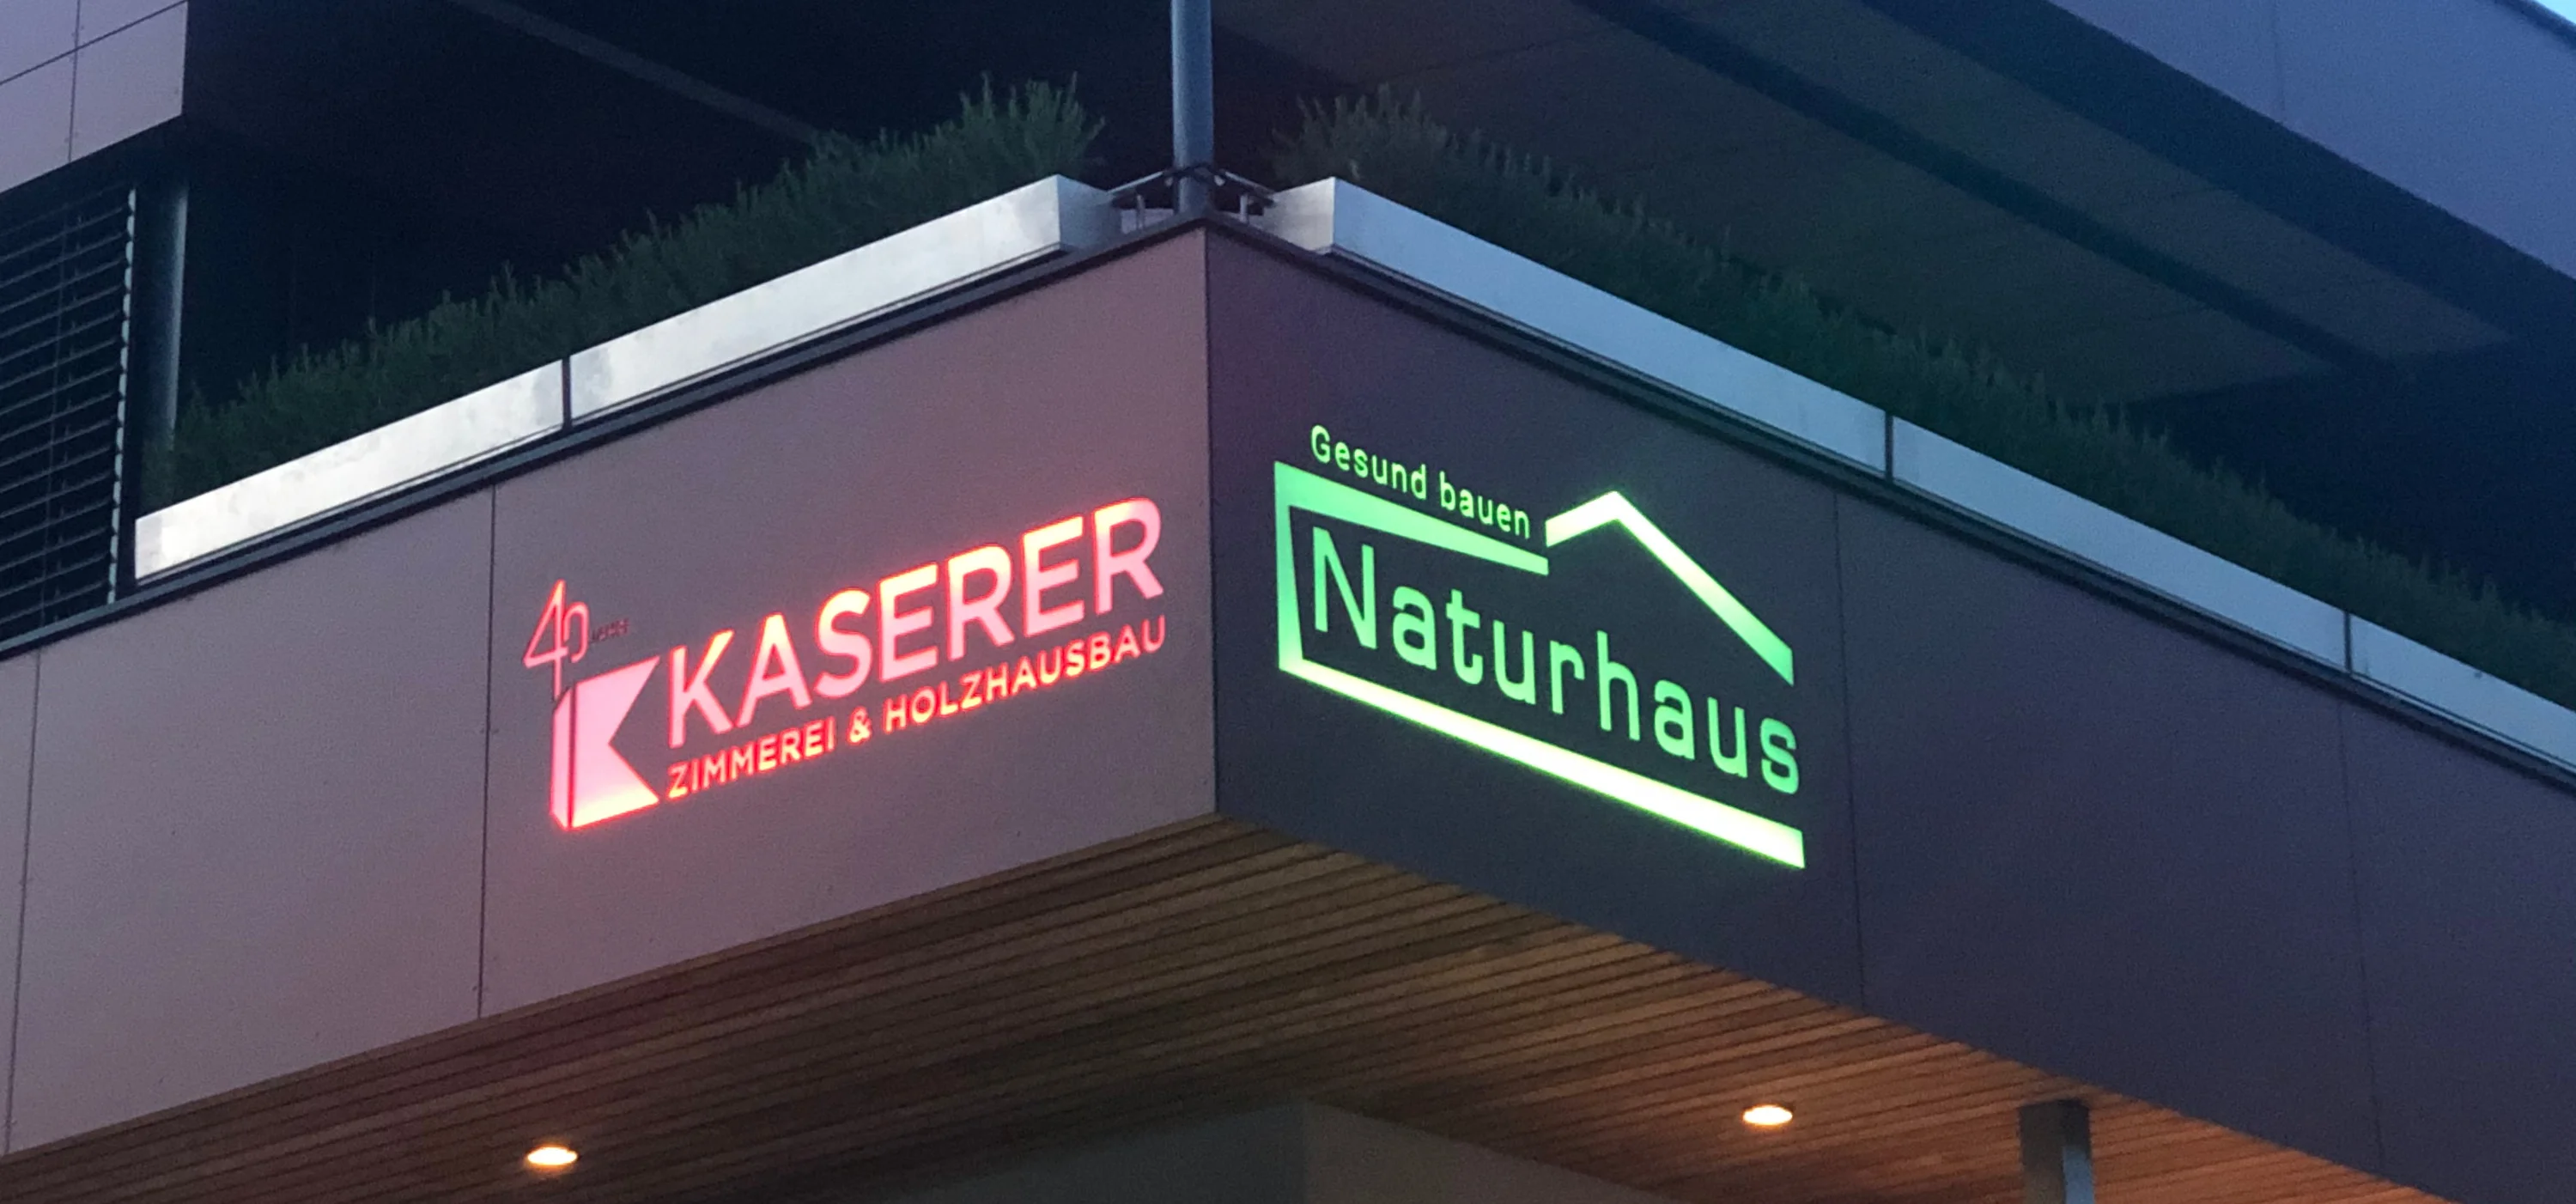 40
KASERER
ZIMMEREI & HOLZHAUSBAU
Gesund bauen
Naturhaus